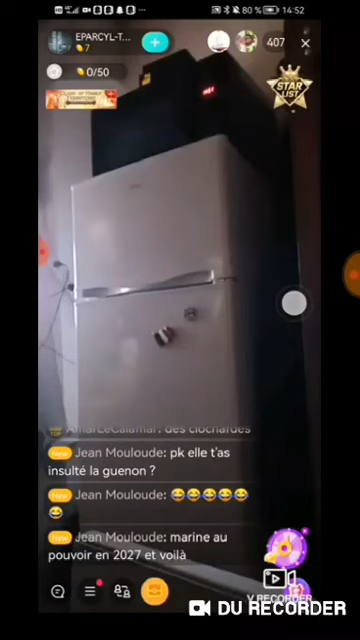 80 % 14:52
EPARCYL-T...
7
407
0/50
STAR
LIST
AmarLeCalamar: des clochardes
New Jean Mouloude: pk elle t'as
insulté la guenon ?
New Jean Mouloude: 😂😂😂😂😂
😂
New Jean Mouloude: marine au
pouvoir en 2027 et voilà
V RECORDER
DU RECORDER